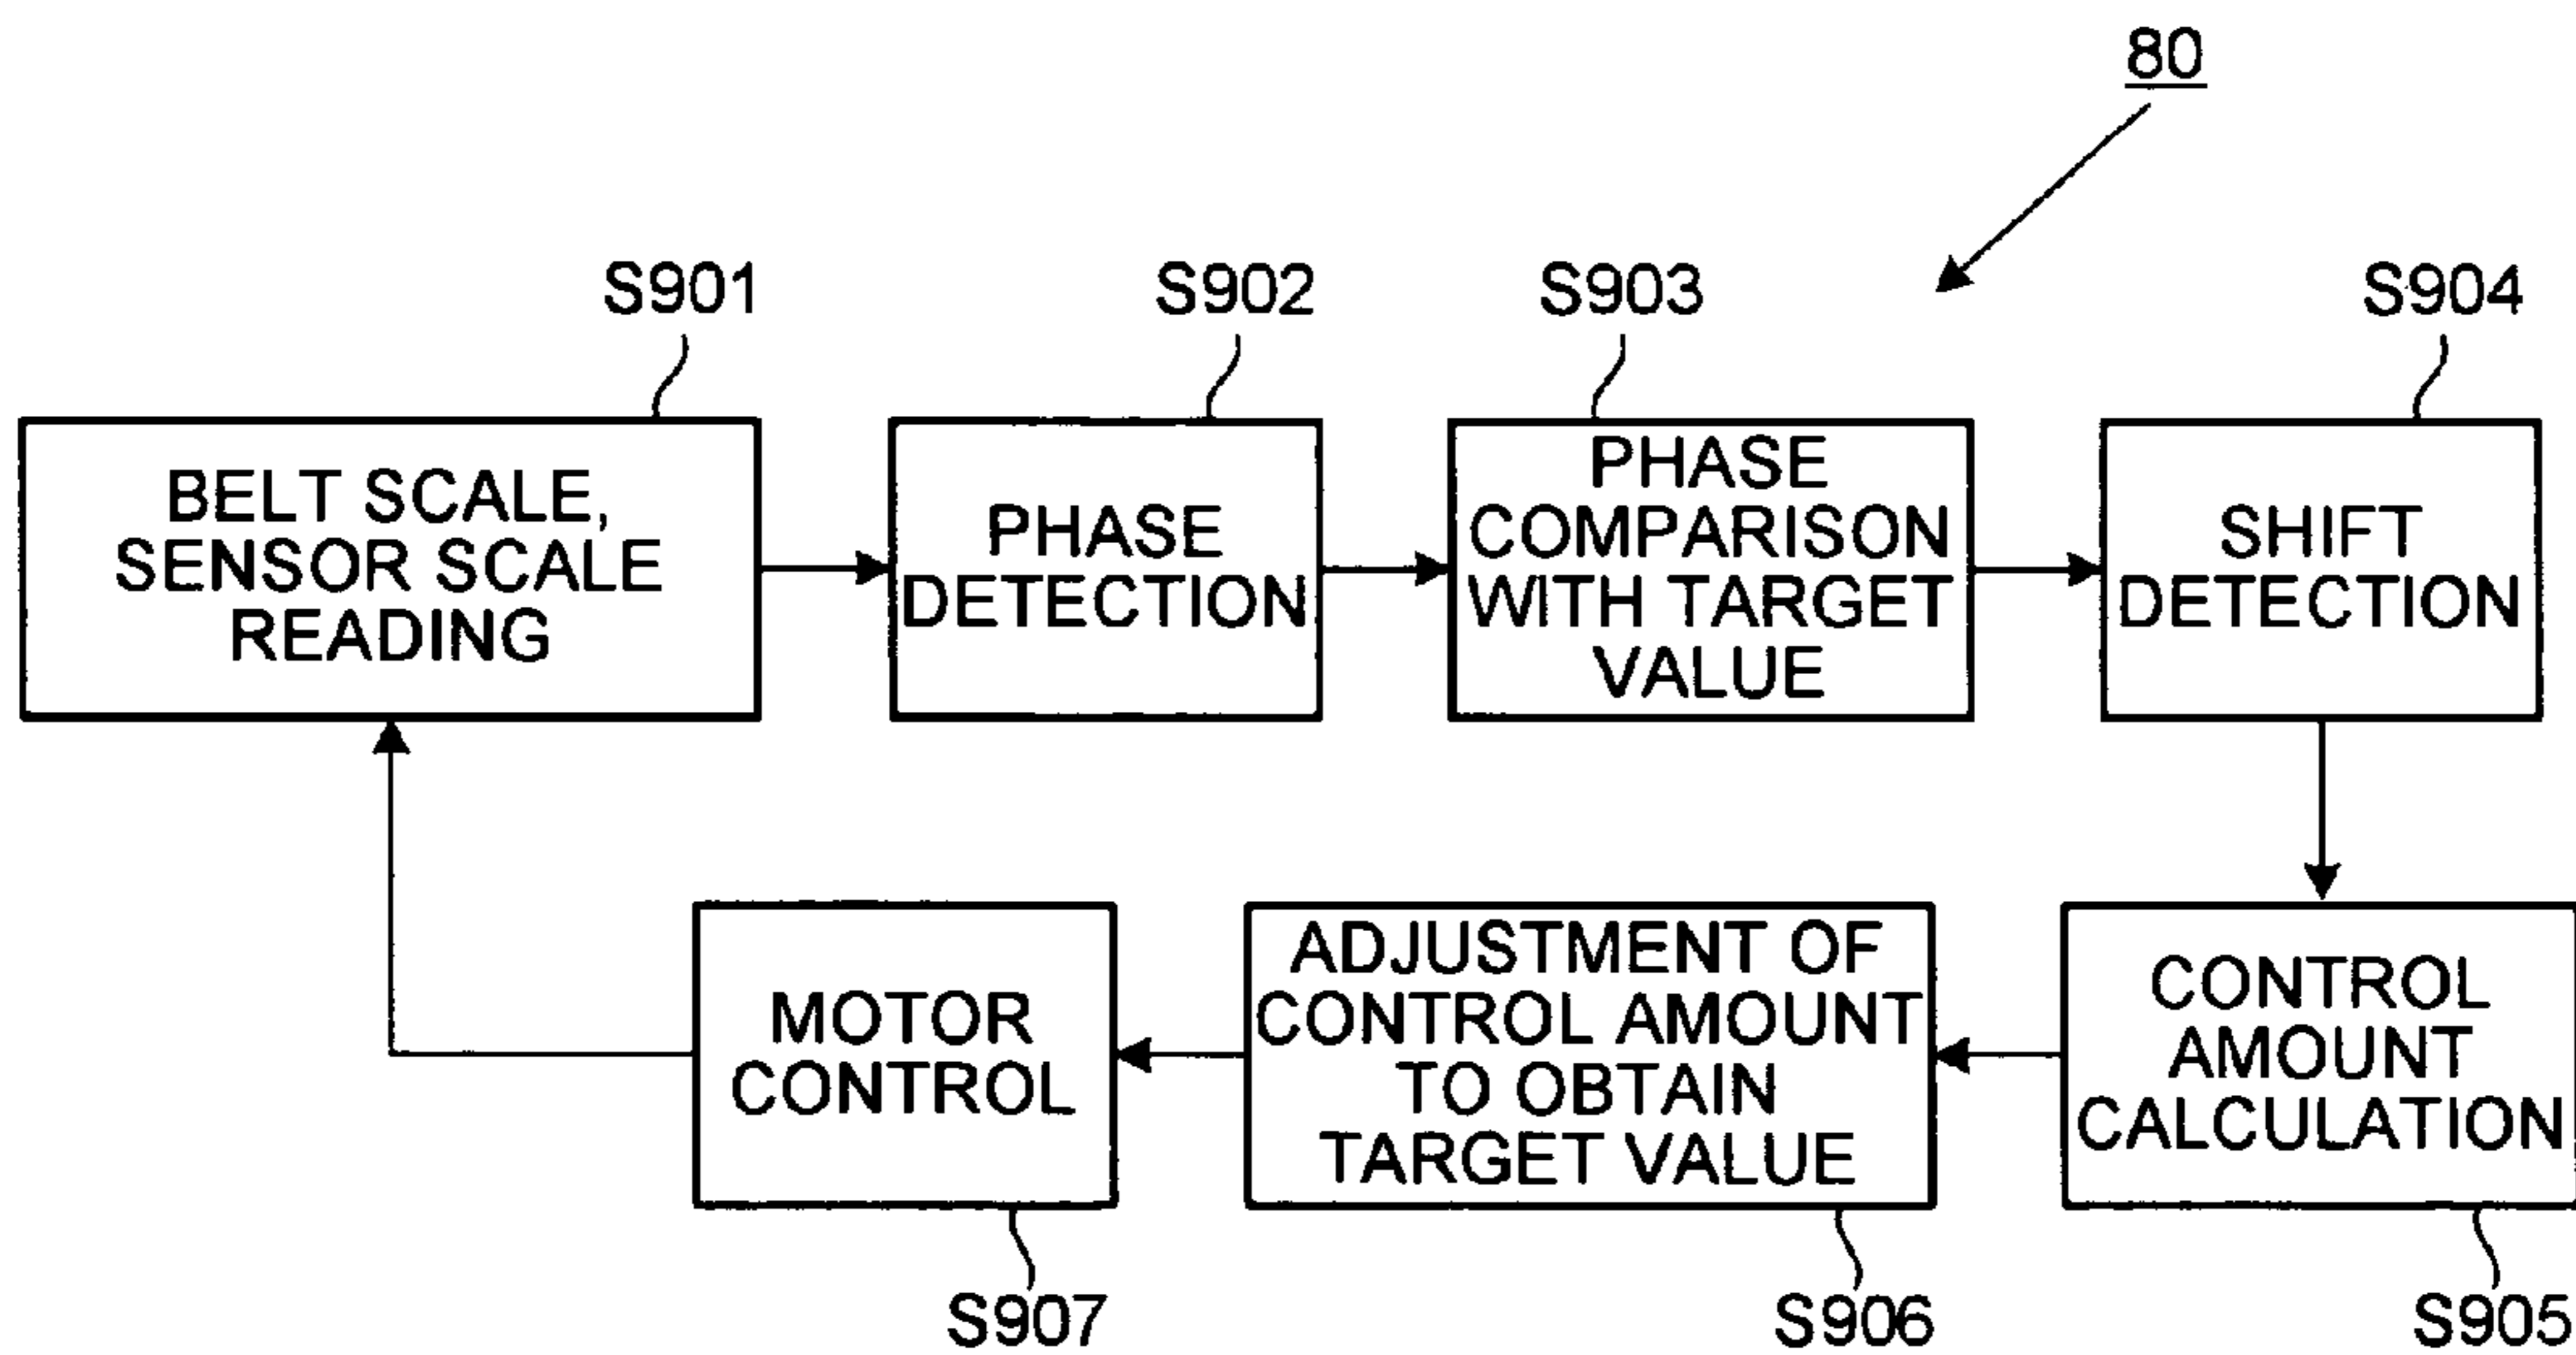 80
S901
S902
S903
S904
BELT SCALE,
SENSOR SCALE
READING
PHASE
DETECTION
PHASE
COMPARISON
WITH TARGET
VALUE
SHIFT
DETECTION
MOTOR
CONTROL
ADJUSTMENT OF
CONTROL AMOUNT
TO OBTAIN
TARGET VALUE
CONTROL
AMOUNT
CALCULATION
S907
S906
S905